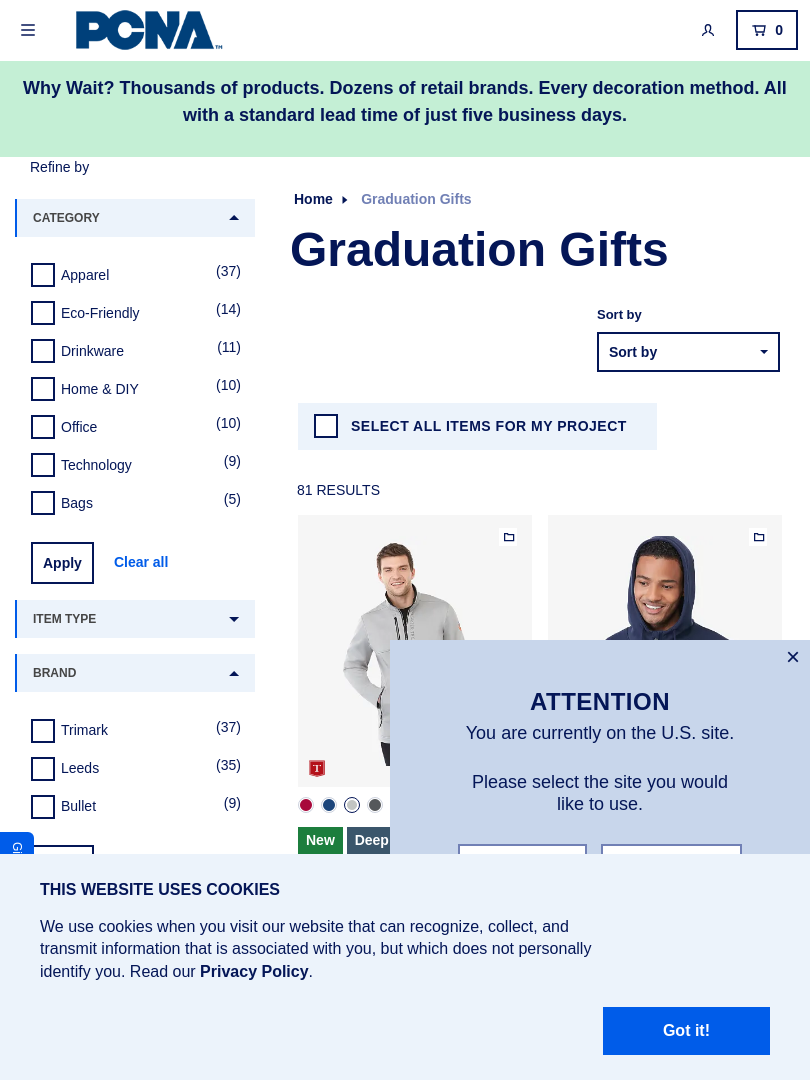 PCNA™
0
Why Wait? Thousands of products. Dozens of retail brands. Every decoration method. All
with a standard lead time of just five business days.
Refine by
CATEGORY
Apparel (37)
Eco-Friendly (14)
Drinkware (11)
Home & DIY (10)
Office (10)
Technology (9)
Bags (5)
Apply Clear all
ITEM TYPE
BRAND
Trimark (37)
Leeds (35)
Bullet (9)
Home Graduation Gifts
Graduation Gifts
Sort by
Sort by
SELECT ALL ITEMS FOR MY PROJECT
81 RESULTS
T
New Deep
ATTENTION
You are currently on the U.S. site.
Please select the site you would
like to use.
THIS WEBSITE USES COOKIES
We use cookies when you visit our website that can recognize, collect, and
transmit information that is associated with you, but which does not personally
identify you. Read our Privacy Policy.
Got it!